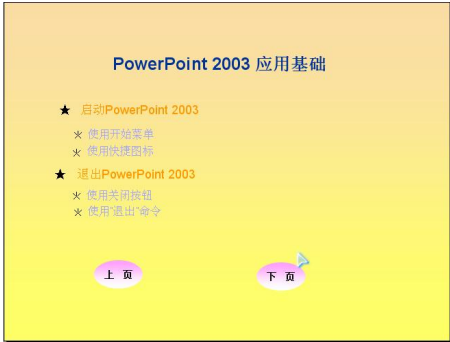 PowerPoint 2003 应用基础
★ 启动PowerPoint 2003
使用开始菜单
使用快捷图标
★ 退出PowerPoint 2003
使用关闭按钮
使用"退出"命令
上 页
下 页